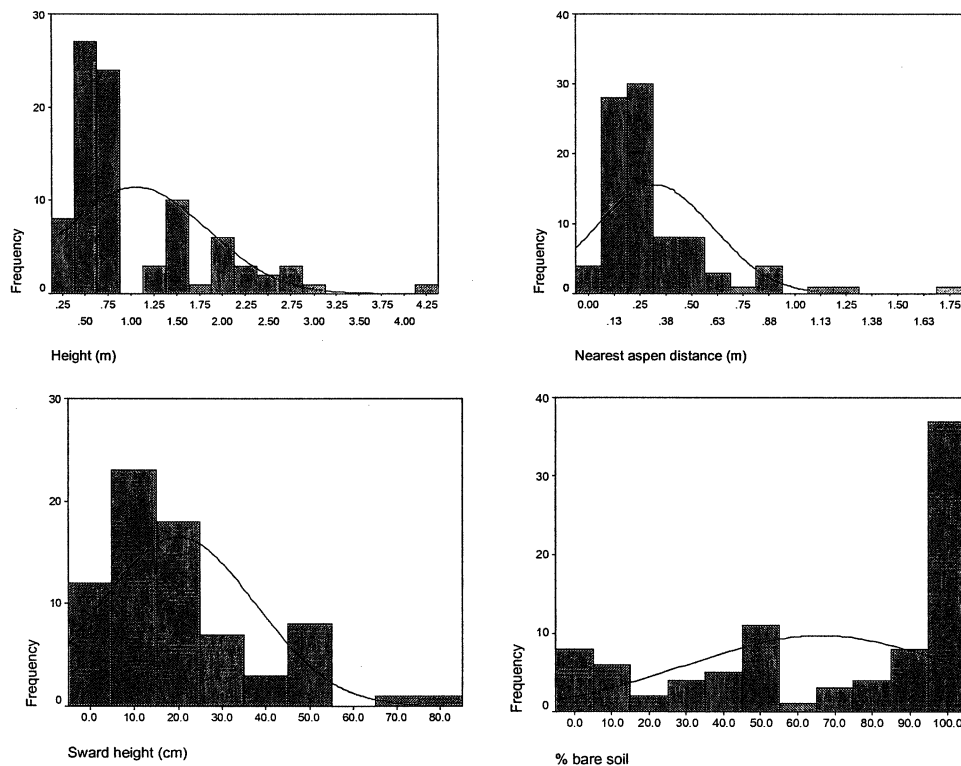 30
20
10
0
Frequency
.25 .75 1.25 1.75 2.25 2.75 3.25 3.75 4.25
.50 1.00 1.50 2.00 2.50 3.00 3.50 4.00
Height (m)
40
30
20
10
0
Frequency
0.00 .25 .50 .75 1.00 1.25 1.50 1.75
.13 .38 .63 .88 1.13 1.38 1.63
Nearest aspen distance (m)
30
20
10
0
Frequency
0.0 10.0 20.0 30.0 40.0 50.0 60.0 70.0 80.0
Sward height (cm)
40
30
20
10
0
Frequency
0.0 10.0 20.0 30.0 40.0 50.0 60.0 70.0 80.0 90.0 100.0
% bare soil